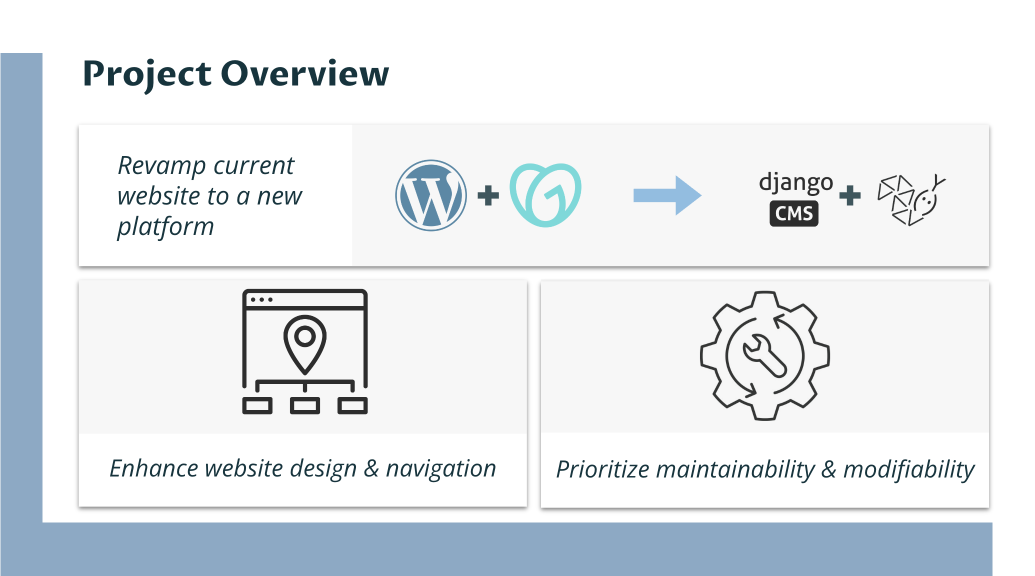 Project Overview
Revamp current
website to a new
platform
django
CMS
Enhance website design & navigation
Prioritize maintainability & modifiability